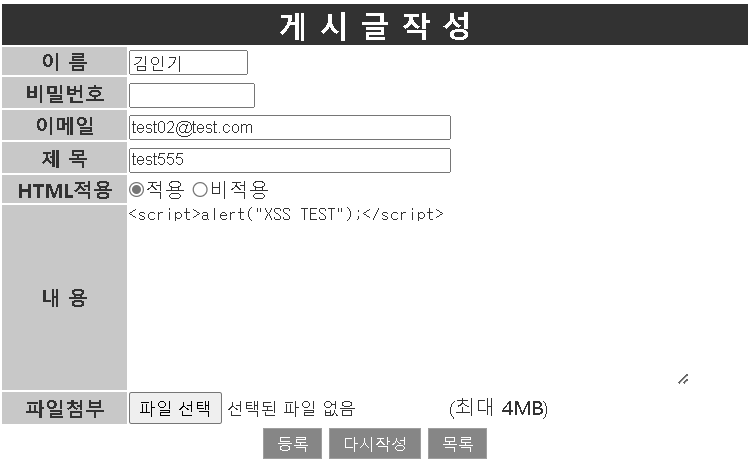 게 시 글 작 성
이 름 김인기
비밀번호
이메일 test02@test.com
제 목 test555
HTML적용 적용 비적용
<script>alert("XSS TEST");</script>
내 용
파일첨부 파일 선택 선택된 파일 없음 (최대 4MB)
등록 다시작성 목록